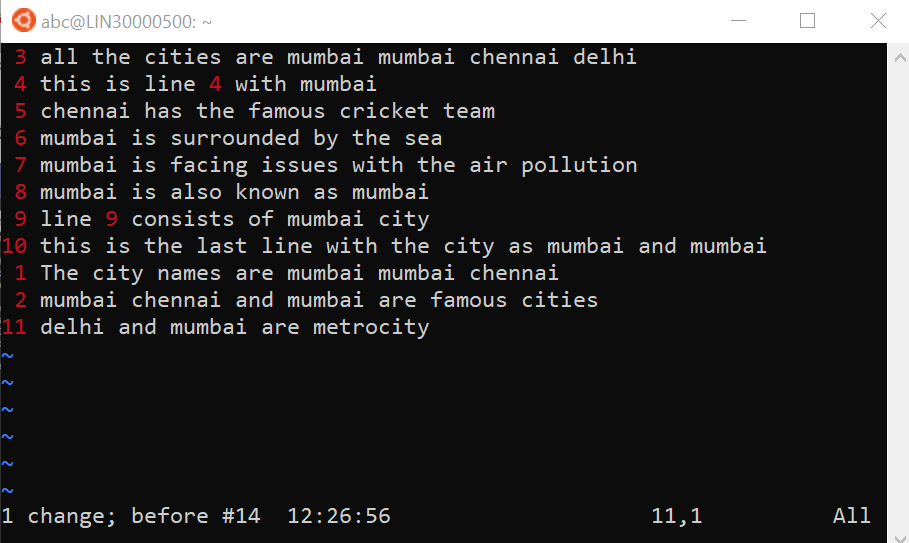 abc@LIN30000500: ~
3 all the cities are mumbai mumbai chennai delhi
4 this is line 4 with mumbai
5 chennai has the famous cricket team
6 mumbai is surrounded by the sea
7 mumbai is facing issues with the air pollution
8 mumbai is also known as mumbai
9 line 9 consists of mumbai city
10 this is the last line with the city as mumbai and mumbai
1 The city names are mumbai mumbai chennai
2 mumbai chennai and mumbai are famous cities
11 delhi and mumbai are metrocity
~
~
~
~
~
~
1 change; before #14  12:26:56 11,1 All